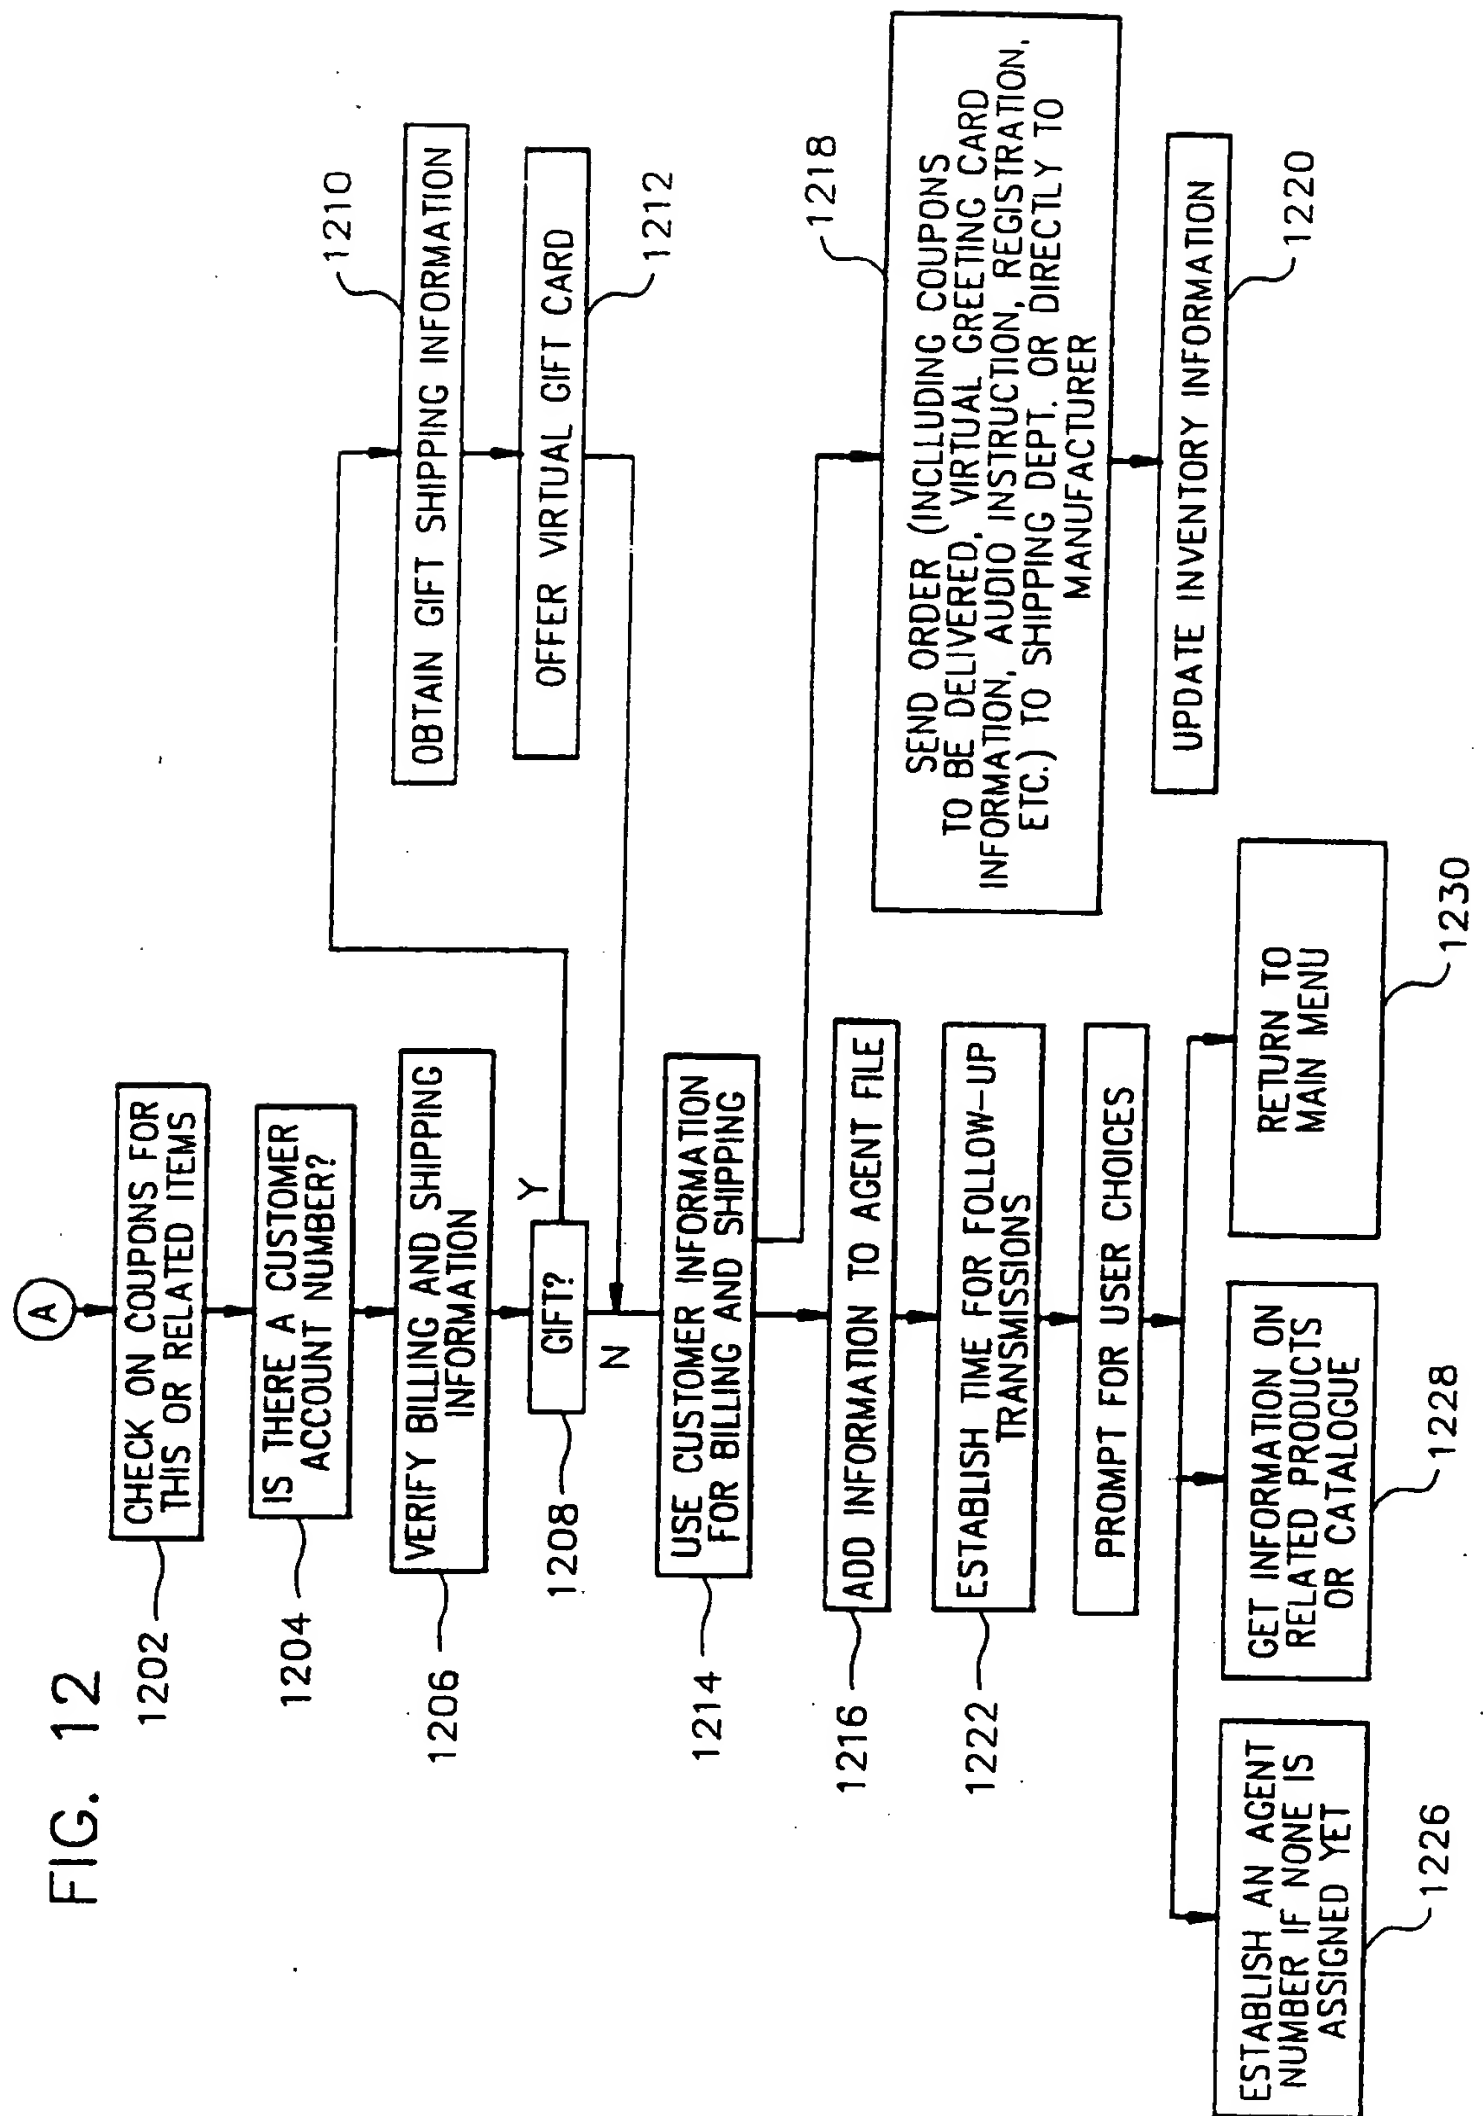 FIG. 12
A
CHECK ON COUPONS FOR
THIS OR RELATED ITEMS
1202
IS THERE A CUSTOMER
ACCOUNT NUMBER?
1204
VERIFY BILLING AND SHIPPING
INFORMATION
1206
GIFT?
1208
Y
N
OBTAIN GIFT SHIPPING INFORMATION
1210
OFFER VIRTUAL GIFT CARD
1212
USE CUSTOMER INFORMATION
FOR BILLING AND SHIPPING
1214
SEND ORDER (INCLLUDING COUPONS
TO BE DELIVERED, VIRTUAL GREETING CARD
INFORMATION, AUDIO INSTRUCTION, REGISTRATION,
ETC.) TO SHIPPING DEPT. OR DIRECTLY TO
MANUFACTURER
1218
UPDATE INVENTORY INFORMATION
1220
ADD INFORMATION TO AGENT FILE
1216
ESTABLISH TIME FOR FOLLOW-UP
TRANSMISSIONS
1222
PROMPT FOR USER CHOICES
ESTABLISH AN AGENT
NUMBER IF NONE IS
ASSIGNED YET
1226
GET INFORMATION ON
RELATED PRODUCTS
OR CATALOGUE
1228
RETURN TO
MAIN MENU
1230